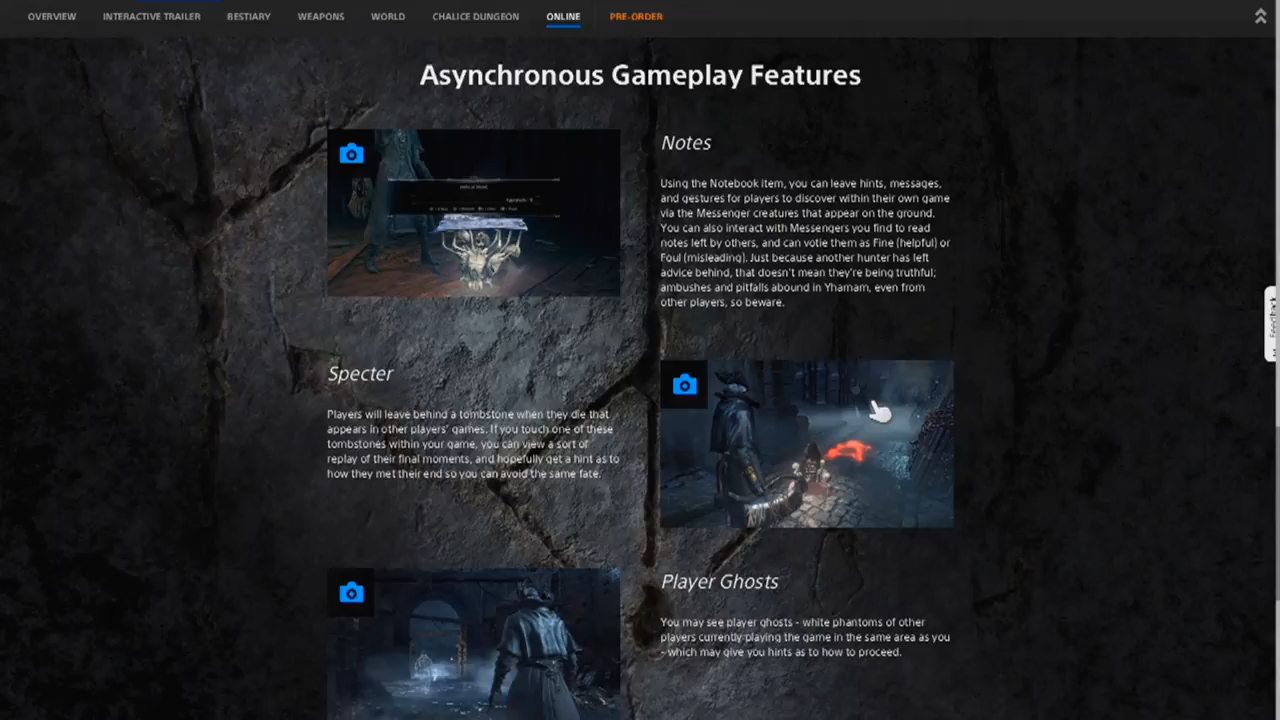 OVERVIEW INTERACTIVE TRAILER BESTIARY WEAPONS WORLD CHALICE DUNGEON ONLINE PRE-ORDER
Asynchronous Gameplay Features
Notes
Using the Notebook item, you can leave hints, messages,
and gestures for players to discover within their own game
via the Messenger creatures that appear on the ground.
You can also interact with Messengers you find to read
notes left by others, and can votie them as Fine (helpful) or
Foul (misleading). Just because another hunter has left
advice behind, that doesn't mean they're being truthful;
ambushes and pitfalls abound in Yharnam, even from
other players, so beware.
Feedback
Specter
Players will leave behind a tombstone when they die that
appears in other players' games. If you touch one of these
tombstones within your game, you can view a sort of
replay of their final moments, and hopefully get a hint as to
how they met their end so you can avoid the same fate.
Player Ghosts
You may see player ghosts - white phantoms of other
players currently playing the game in the same area as you
- which may give you hints as to how to proceed.